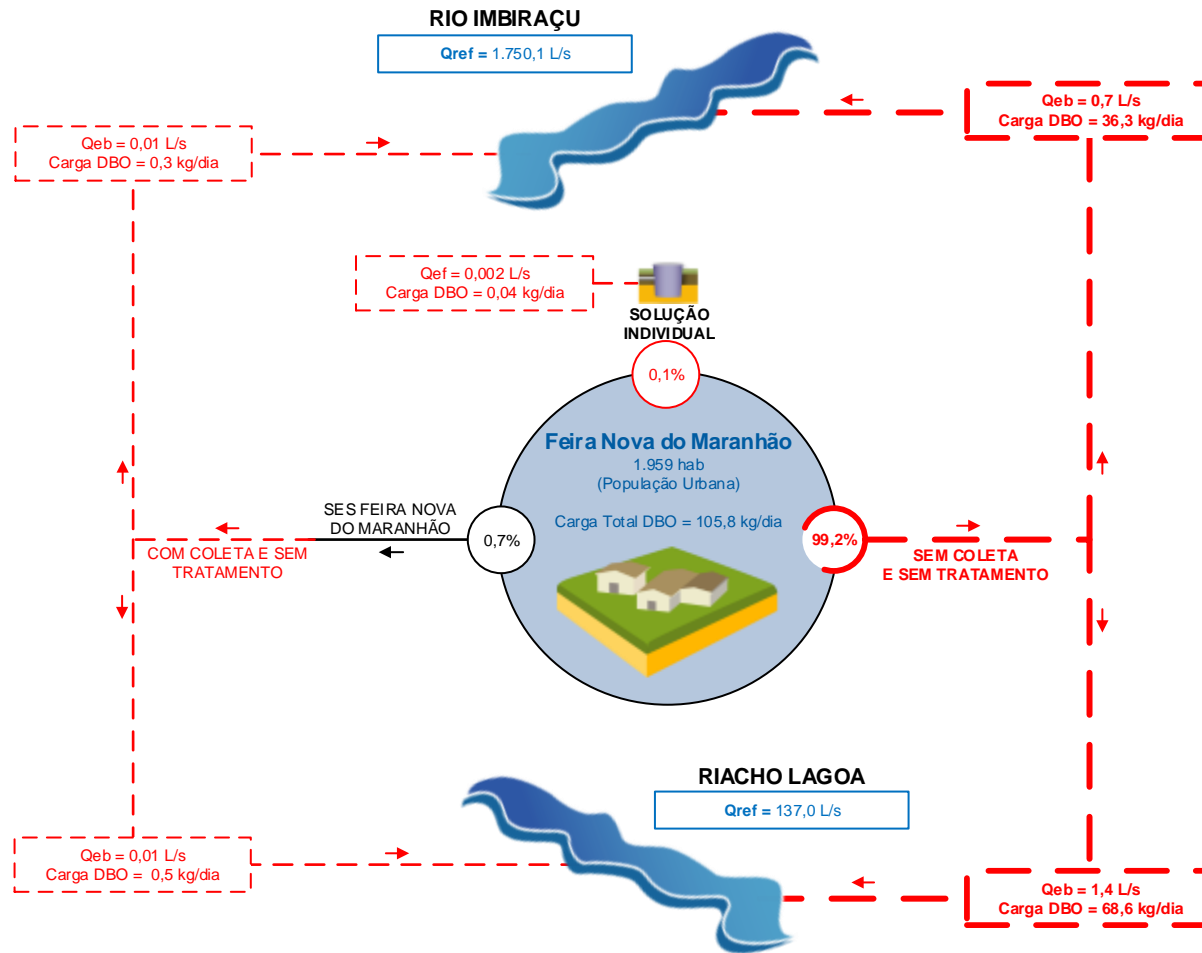 RIO IMBIRAÇU
Qref = 1.750,1 L/s
Qeb = 0,7 L/s
Carga DBO = 36,3 kg/dia
Qeb = 0,01 L/s
Carga DBO = 0,3 kg/dia
Qef = 0,002 L/s
Carga DBO = 0,04 kg/dia
SOLUÇÃO
INDIVIDUAL
0,1%
Feira Nova do Maranhão
1.959 hab
(População Urbana)
Carga Total DBO = 105,8 kg/dia
SES FEIRA NOVA
DO MARANHÃO
0,7%
99,2%
COM COLETA E SEM
TRATAMENTO
SEM COLETA
E SEM TRATAMENTO
RIACHO LAGOA
Qref = 137,0 L/s
Qeb = 0,01 L/s
Carga DBO = 0,5 kg/dia
Qeb = 1,4 L/s
Carga DBO = 68,6 kg/dia